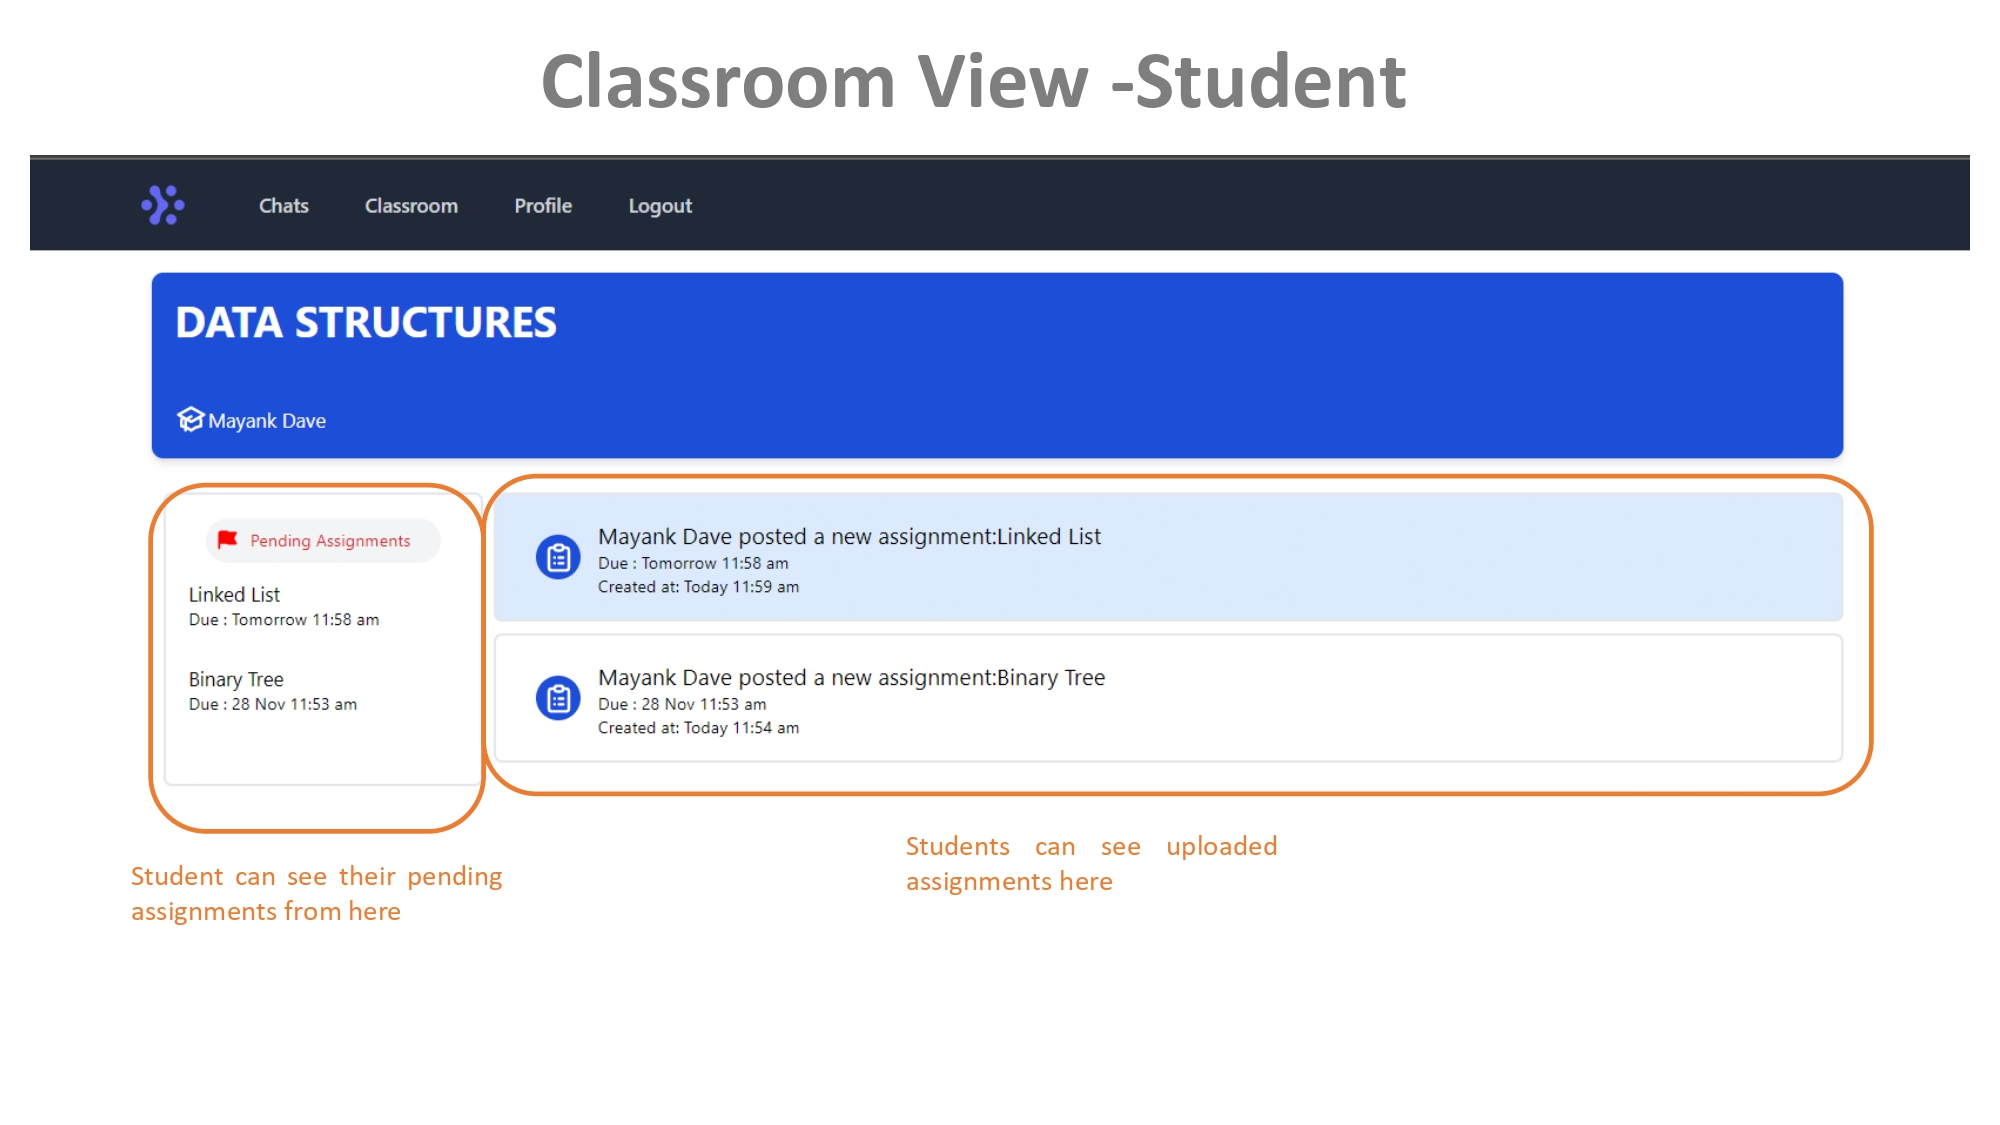 Classroom View -Student
Chats Classroom Profile Logout
DATA STRUCTURES
Mayank Dave
Pending Assignments
Linked List
Due : Tomorrow 11:58 am
Binary Tree
Due : 28 Nov 11:53 am
Mayank Dave posted a new assignment:Linked List
Due : Tomorrow 11:58 am
Created at: Today 11:59 am
Mayank Dave posted a new assignment:Binary Tree
Due : 28 Nov 11:53 am
Created at: Today 11:54 am
Student can see their pending
assignments from here
Students can see uploaded
assignments here